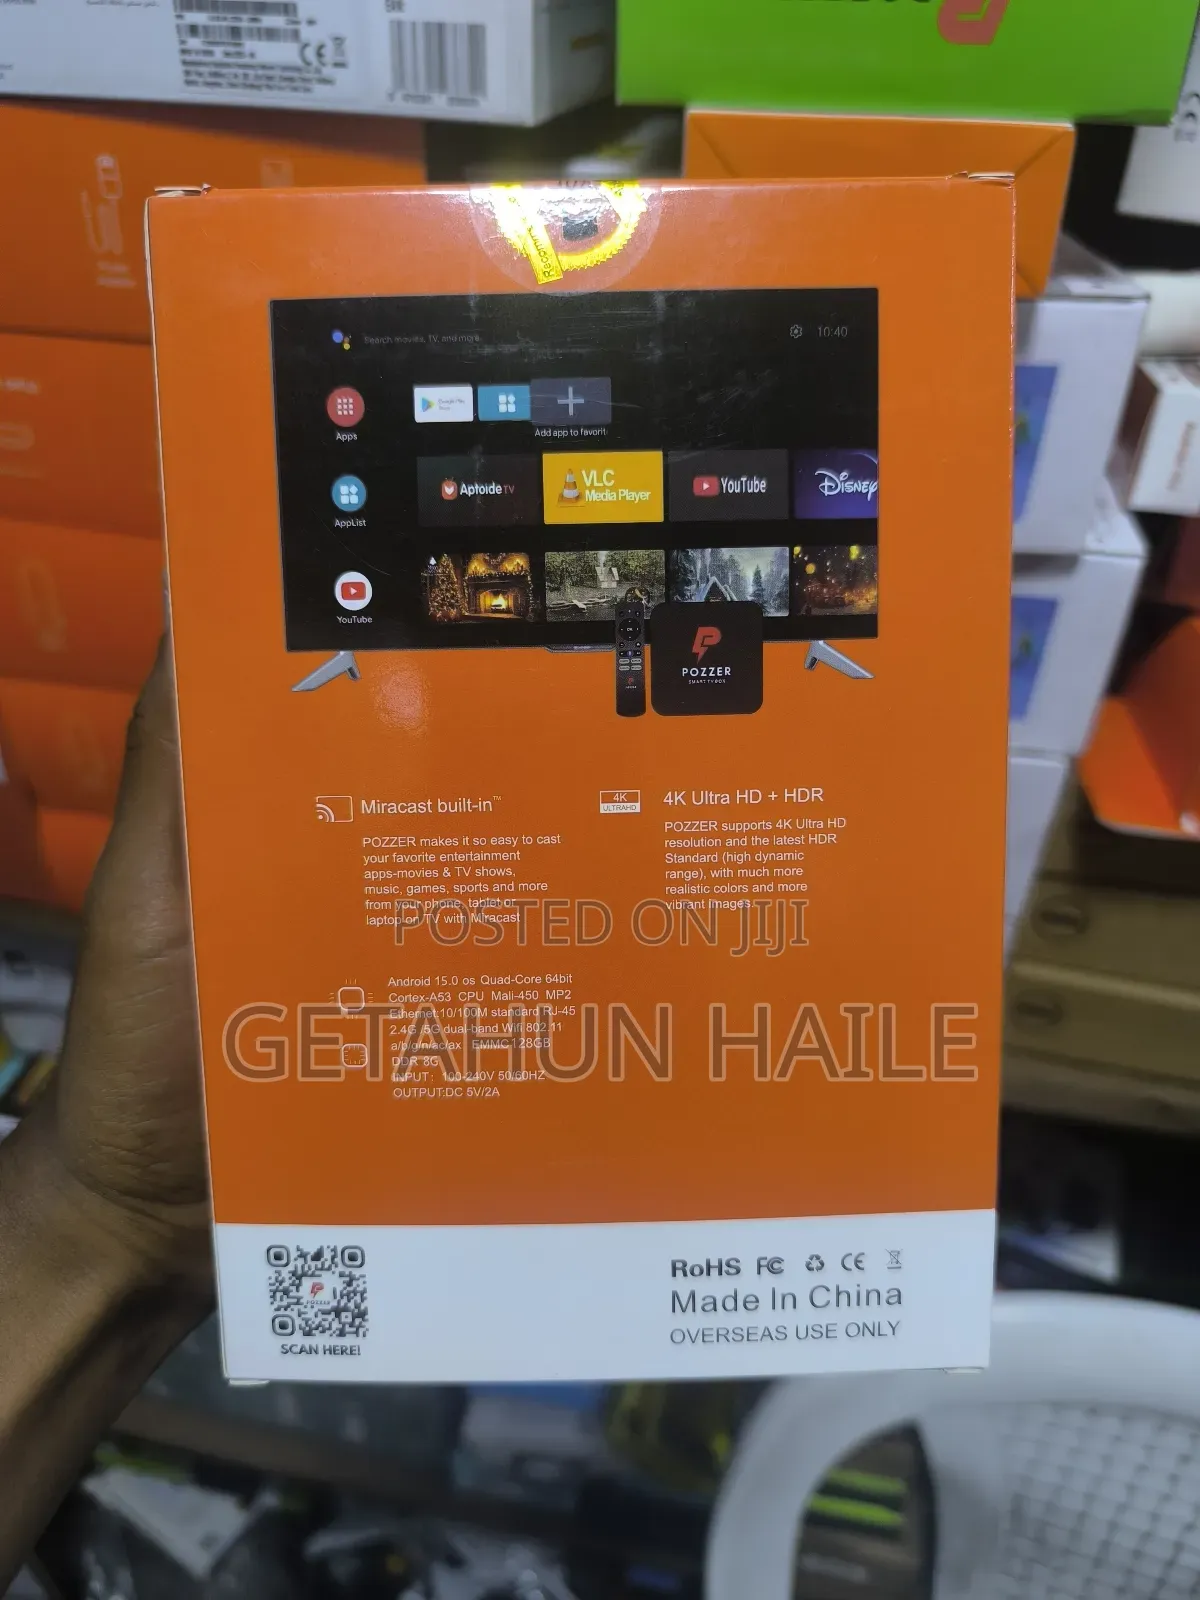 Search movies, TV, and more
10:40
Google Play
Apps
Add app to favorit
Aptoide TV
VLC
Media Player
YouTube
DISNEY
AppList
YouTube
POZZER
SMART TV BOX
Miracast built-in™
POZZER makes it so easy to cast
your favorite entertainment
apps-movies & TV shows,
music, games, sports and more
from your phone, tablet or
laptop on TV with Miracast
4K
ULTRAHD
4K Ultra HD + HDR
POZZER supports 4K Ultra HD
resolution and the latest HDR
Standard (high dynamic
range), with much more
realistic colors and more
vibrant images.
POSTED ON JIJI
GETAHUN HAILE
Android 15.0 os Quad-Core 64bit
Cortex-A53 CPU Mali-450 MP2
Ethernet:10/100M standard RJ-45
2.4G /5G dual-band Wifi 802.11
a/b/g/n/ac/ax EMMC128GB
DDR 8G
INPUT: 100-240V 50/60HZ
OUTPUT:DC 5V/2A
POZZER
SCAN HERE!
RoHS FC CE
Made In China
OVERSEAS USE ONLY